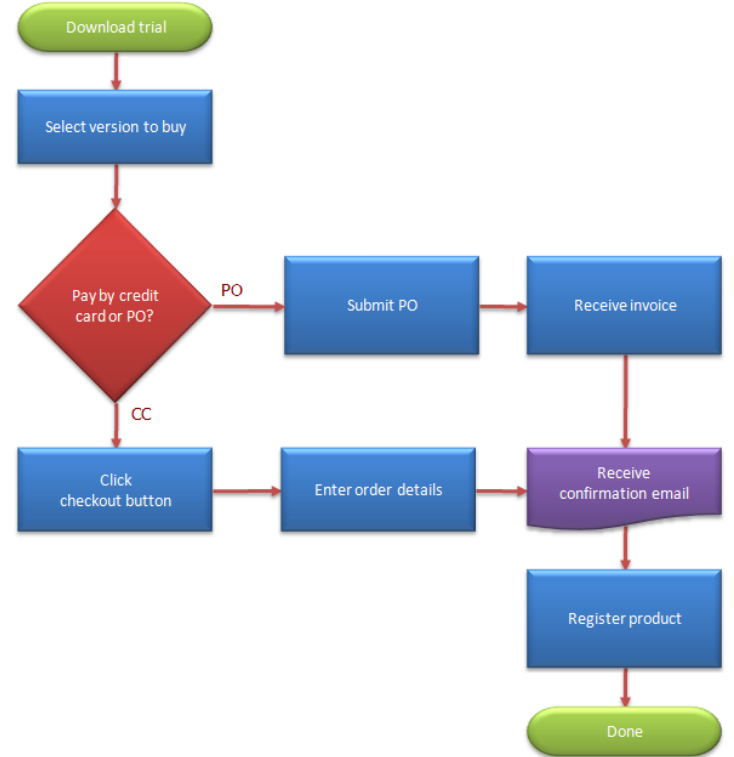 Download trial
Select version to buy
Pay by credit
card or PO?
PO
Submit PO
Receive invoice
CC
Click
checkout button
Enter order details
Receive
confirmation email
Register product
Done